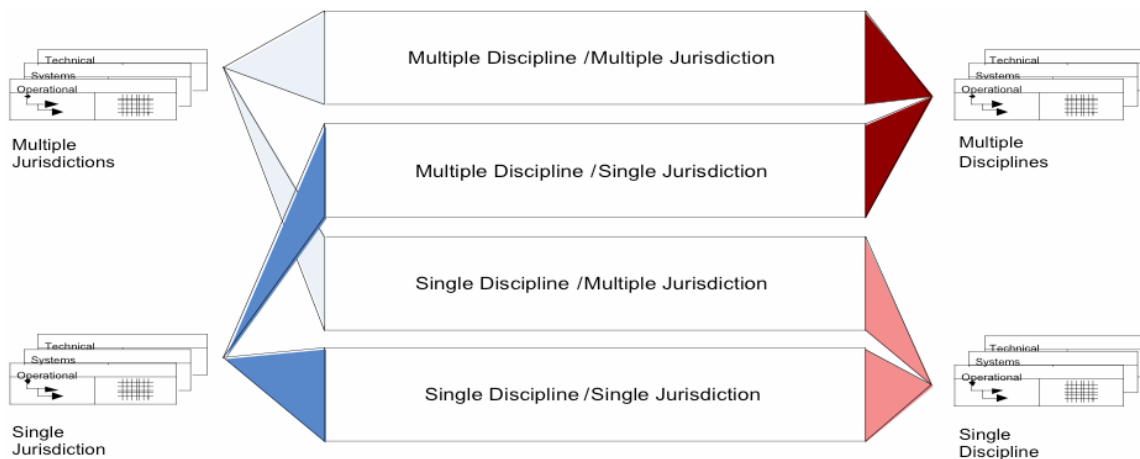 Technical
Systems
Operational
Multiple
Jurisdictions
Multiple Discipline /Multiple Jurisdiction
Multiple Discipline /Single Jurisdiction
Single Discipline /Multiple Jurisdiction
Single Discipline /Single Jurisdiction
Technical
Systems
Operational
Multiple
Disciplines
Technical
Systems
Operational
Single
Jurisdiction
Technical
Systems
Operational
Single
Discipline